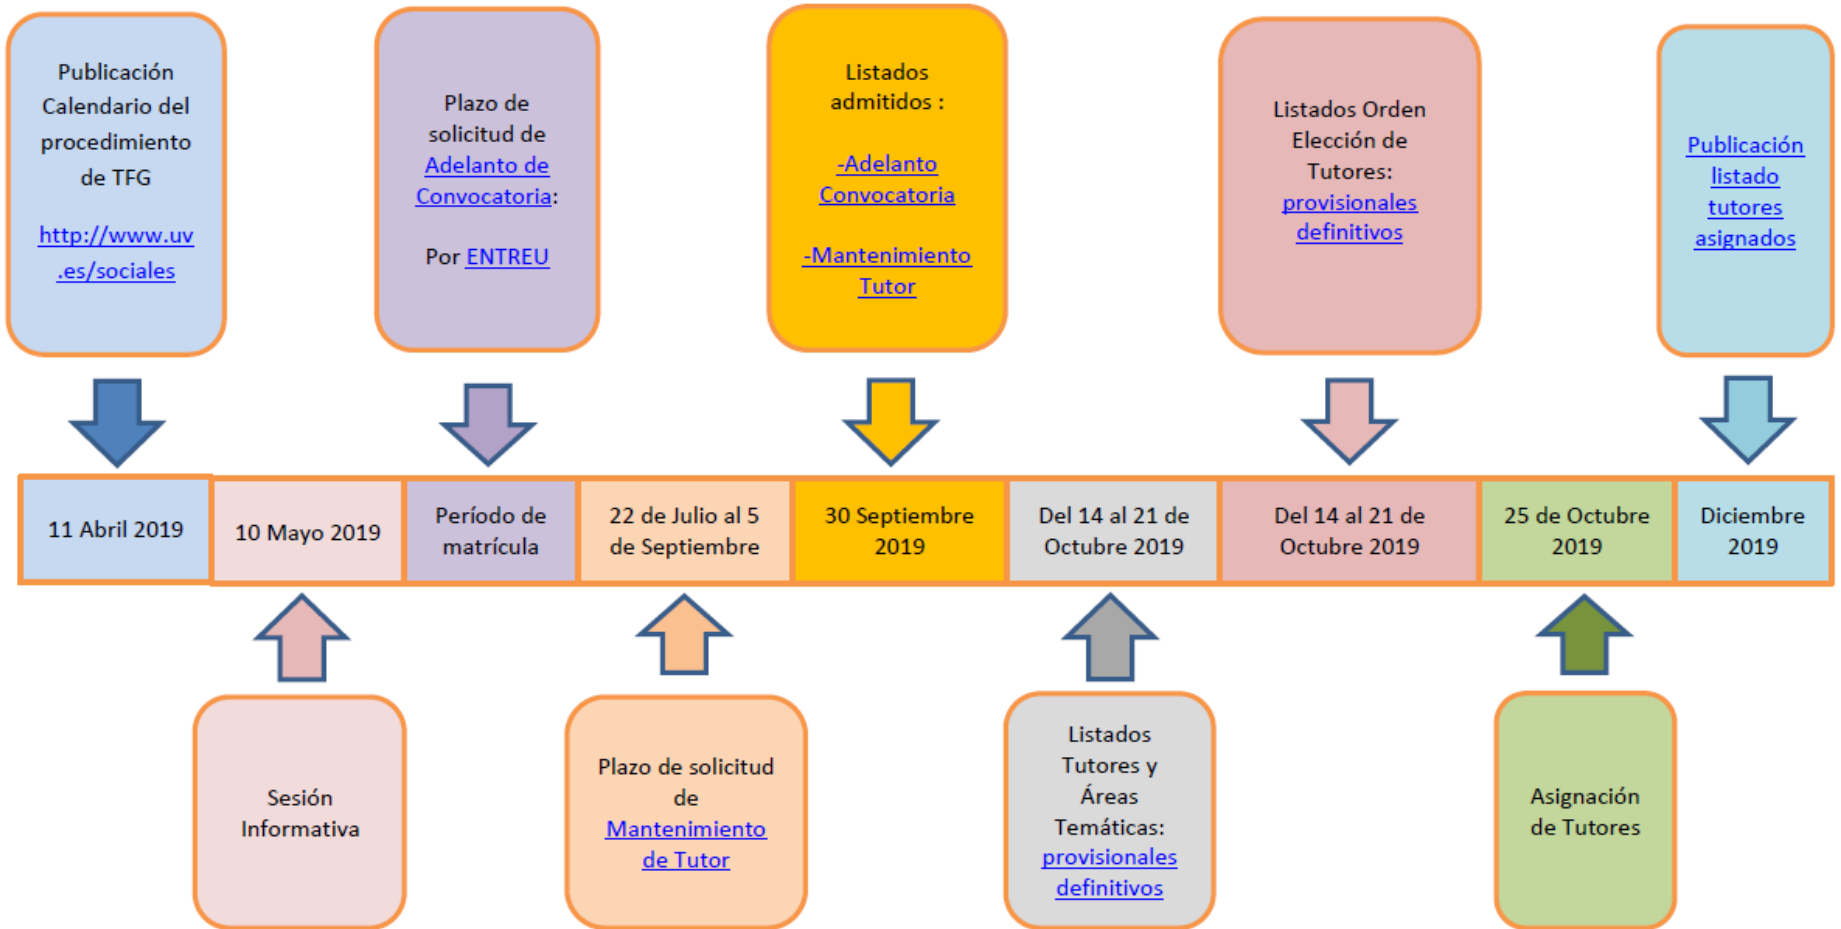 Publicación
Calendario del
procedimiento
de TFG
http://www.uv
.es/sociales
Plazo de
solicitud de
Adelanto de
Convocatoria:
Por ENTREU
Listados
admitidos :
-Adelanto
Convocatoria
-Mantenimiento
Tutor
Listados Orden
Elección de
Tutores:
provisionales
definitivos
Publicación
listado
tutores
asignados
11 Abril 2019
10 Mayo 2019
Período de
matrícula
22 de Julio al 5
de Septiembre
30 Septiembre
2019
Del 14 al 21 de
Octubre 2019
Del 14 al 21 de
Octubre 2019
25 de Octubre
2019
Diciembre
2019
Sesión
Informativa
Plazo de solicitud
de
Mantenimiento
de Tutor
Listados
Tutores y
Áreas
Temáticas:
provisionales
definitivos
Asignación
de Tutores